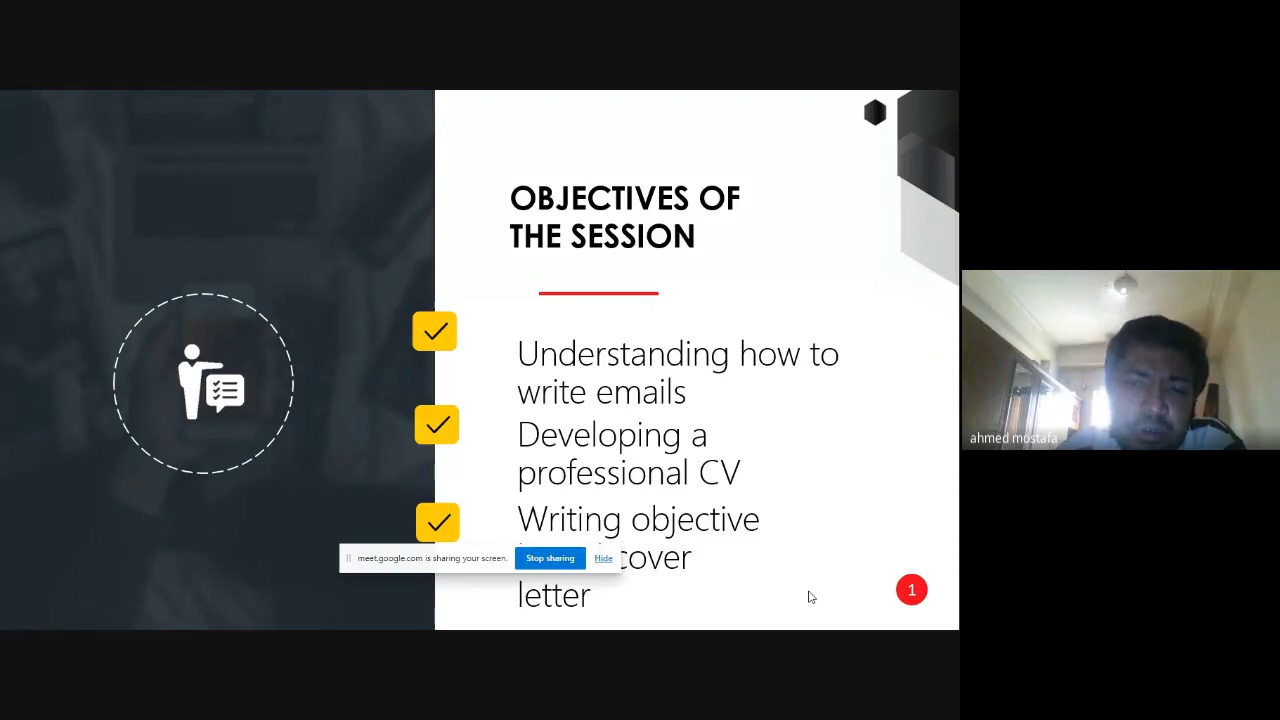 OBJECTIVES OF
THE SESSION
Understanding how to
write emails
Developing a
professional CV
Writing objective
cover
letter
meet.google.com is sharing your screen.
Stop sharing
Hide
1
ahmed mostafa